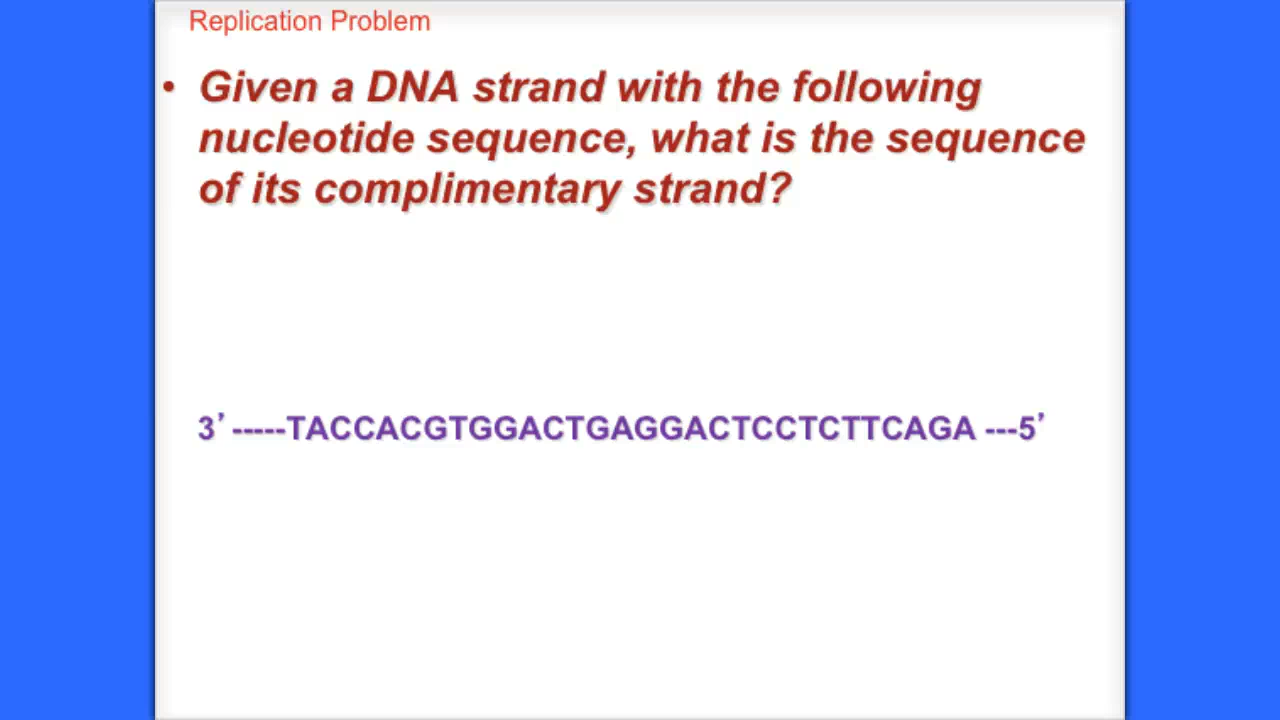 Replication Problem
• Given a DNA strand with the following
nucleotide sequence, what is the sequence
of its complimentary strand?
3’ -----TACCACGTGGACTGAGGACTCCTCTTCAGA ---5’